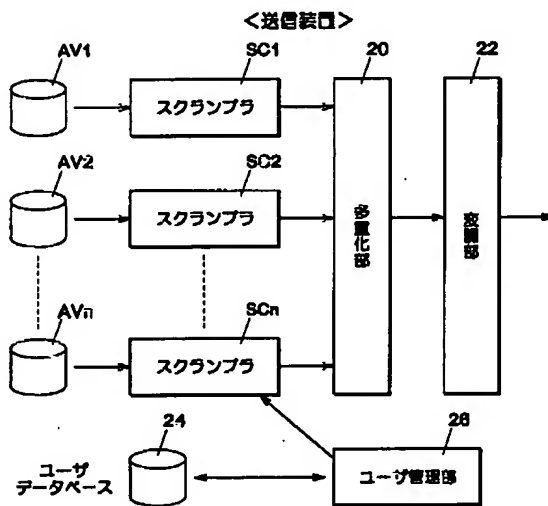 <送信装置>
AV1
SC1
20
22
スクランブラ
AV2
SC2
スクランブラ
多重化部
変調部
AVn
SCn
スクランブラ
24
26
ユーザ
データベース
ユーザ管理部